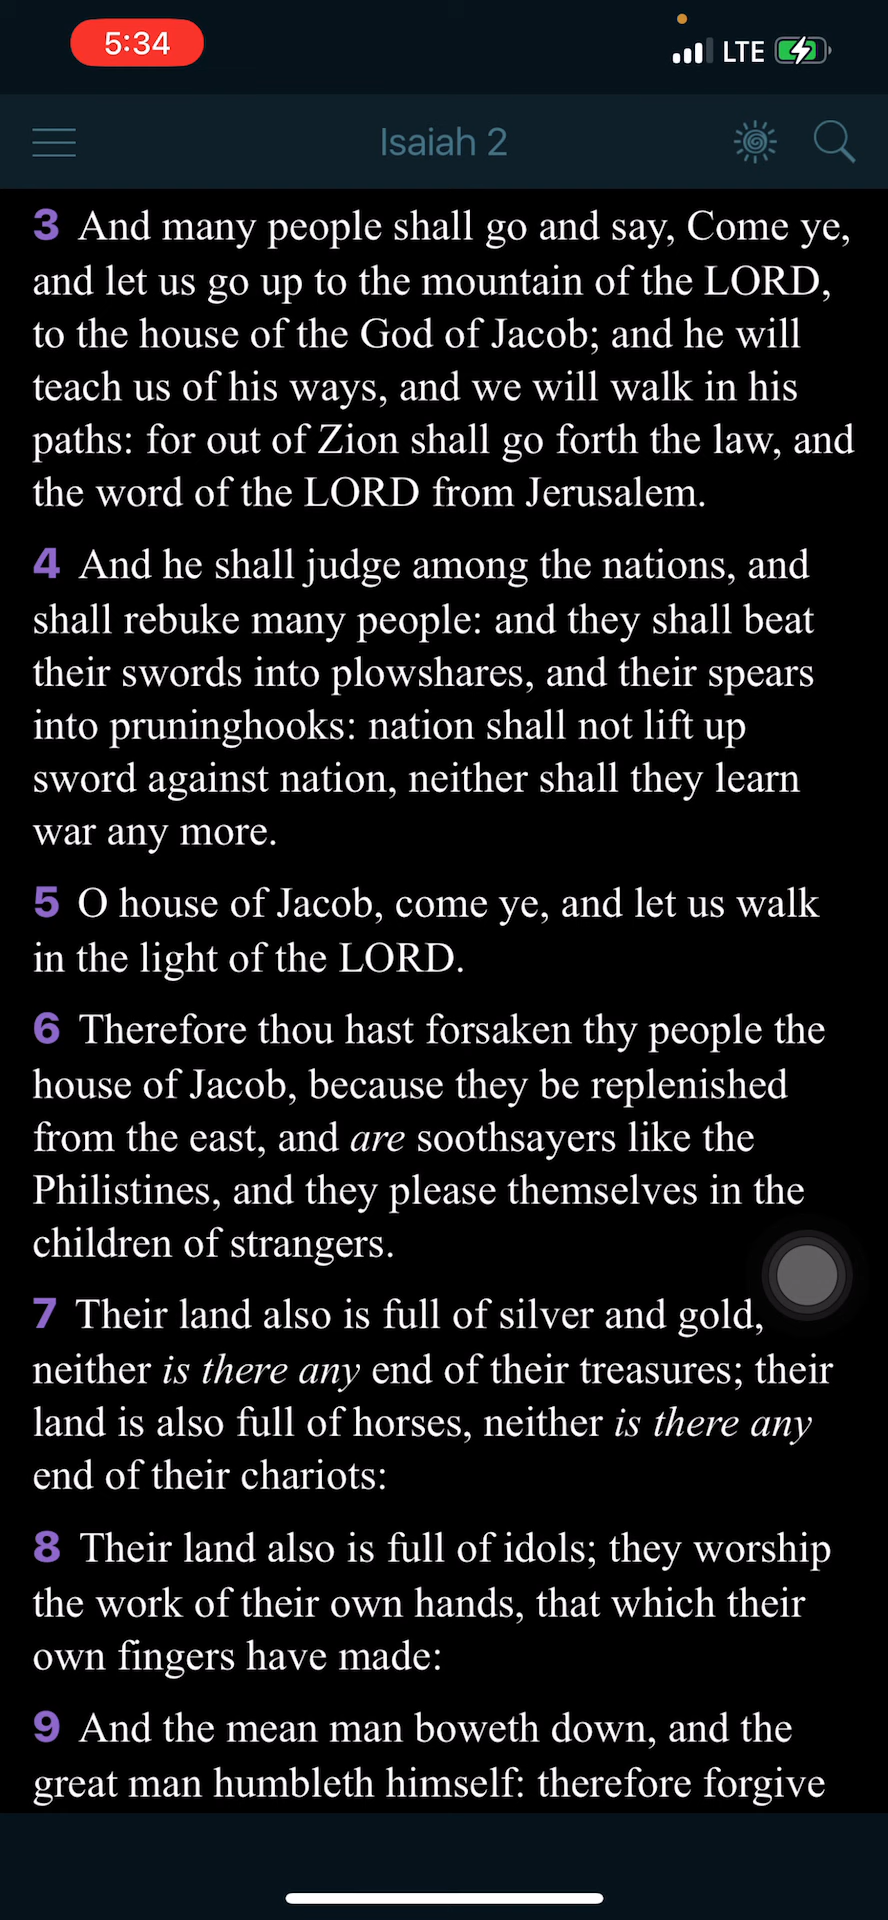 5:34
LTE
Isaiah 2
3 And many people shall go and say, Come ye,
and let us go up to the mountain of the LORD,
to the house of the God of Jacob; and he will
teach us of his ways, and we will walk in his
paths: for out of Zion shall go forth the law, and
the word of the LORD from Jerusalem.
4 And he shall judge among the nations, and
shall rebuke many people: and they shall beat
their swords into plowshares, and their spears
into pruninghooks: nation shall not lift up
sword against nation, neither shall they learn
war any more.
5 O house of Jacob, come ye, and let us walk
in the light of the LORD.
6 Therefore thou hast forsaken thy people the
house of Jacob, because they be replenished
from the east, and are soothsayers like the
Philistines, and they please themselves in the
children of strangers.
7 Their land also is full of silver and gold,
neither is there any end of their treasures; their
land is also full of horses, neither is there any
end of their chariots:
8 Their land also is full of idols; they worship
the work of their own hands, that which their
own fingers have made:
9 And the mean man boweth down, and the
great man humbleth himself: therefore forgive